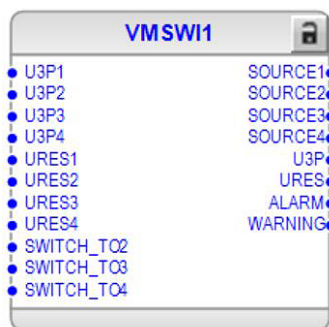 VMSWI1
U3P1 SOURCE1
U3P2 SOURCE2
U3P3 SOURCE3
U3P4 SOURCE4
URES1 U3P
URES2 URES
URES3 ALARM
URES4 WARNING
SWITCH_TO2
SWITCH_TO3
SWITCH_TO4